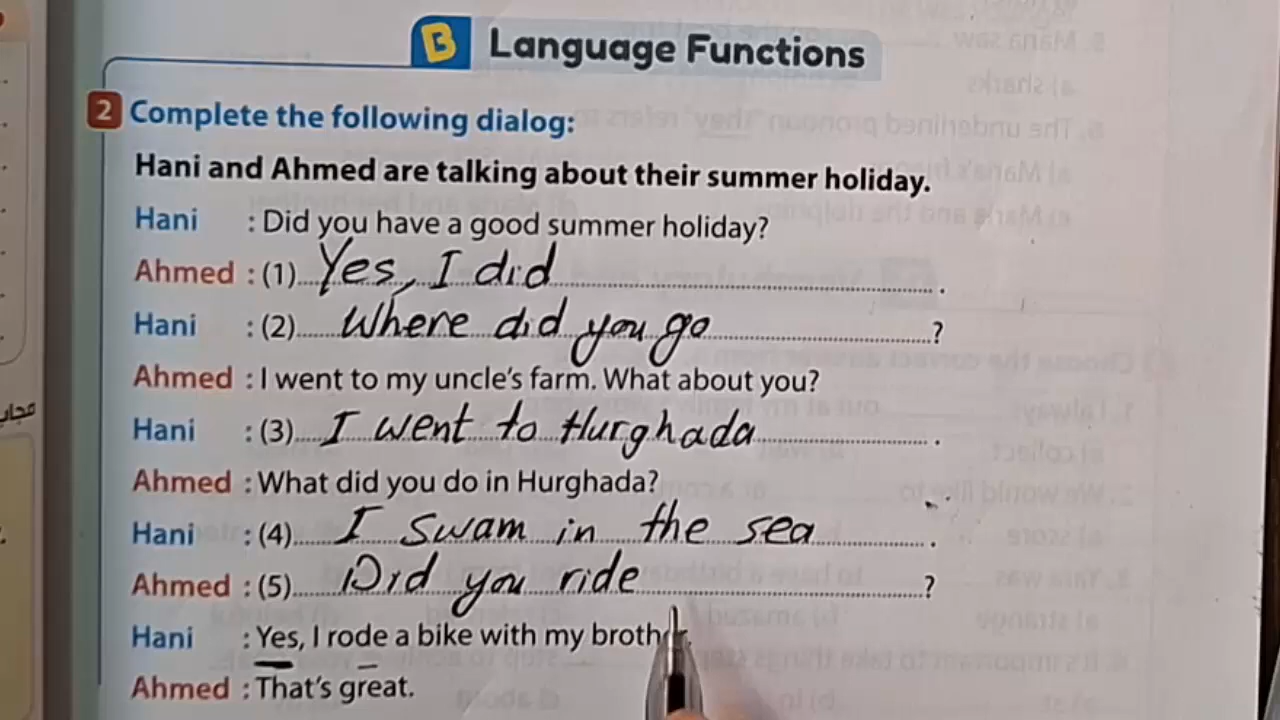 B Language Functions
2 Complete the following dialog:
Hani and Ahmed are talking about their summer holiday.
Hani : Did you have a good summer holiday?
Ahmed : (1) Yes, I did .
Hani : (2) Where did you go ?
Ahmed : I went to my uncle's farm. What about you?
Hani : (3) I went to Hurghada .
Ahmed : What did you do in Hurghada?
Hani : (4) I swam in the sea .
Ahmed : (5) Did you ride ?
Hani : Yes, I rode a bike with my brother.
Ahmed : That's great.